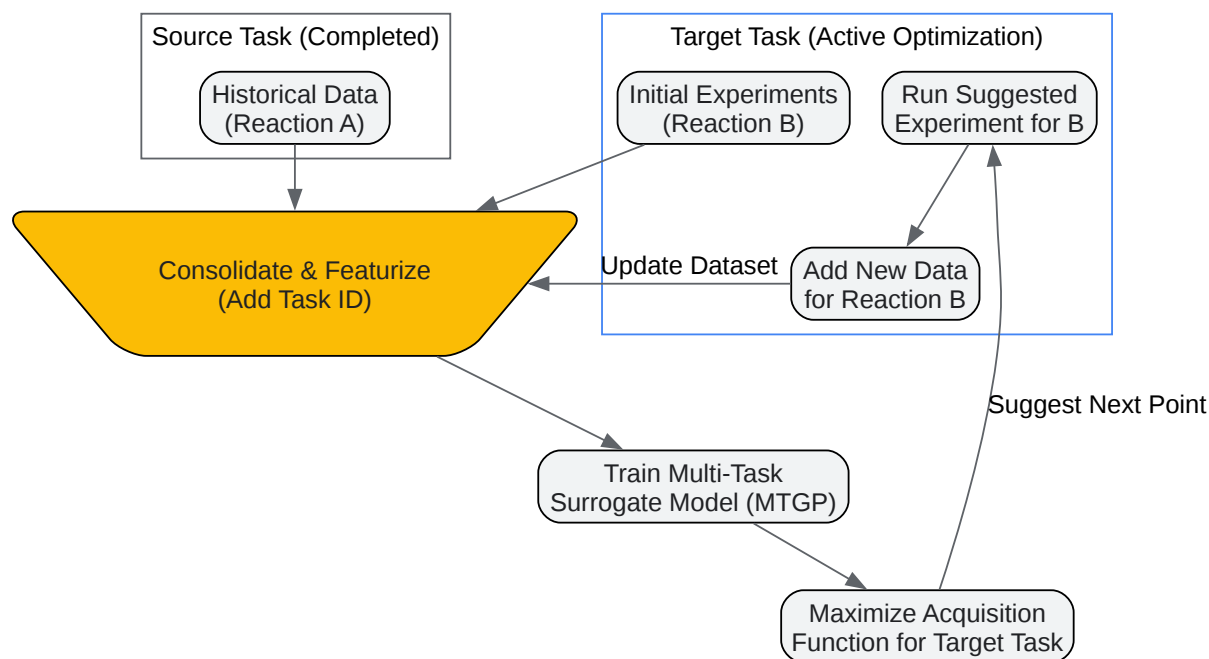 Source Task (Completed)
Target Task (Active Optimization)
Historical Data
(Reaction A)
Initial Experiments
(Reaction B)
Run Suggested
Experiment for B
Consolidate & Featurize
(Add Task ID)
Update Dataset
Add New Data
for Reaction B
Suggest Next Point
Train Multi-Task
Surrogate Model (MTGP)
Maximize Acquisition
Function for Target Task